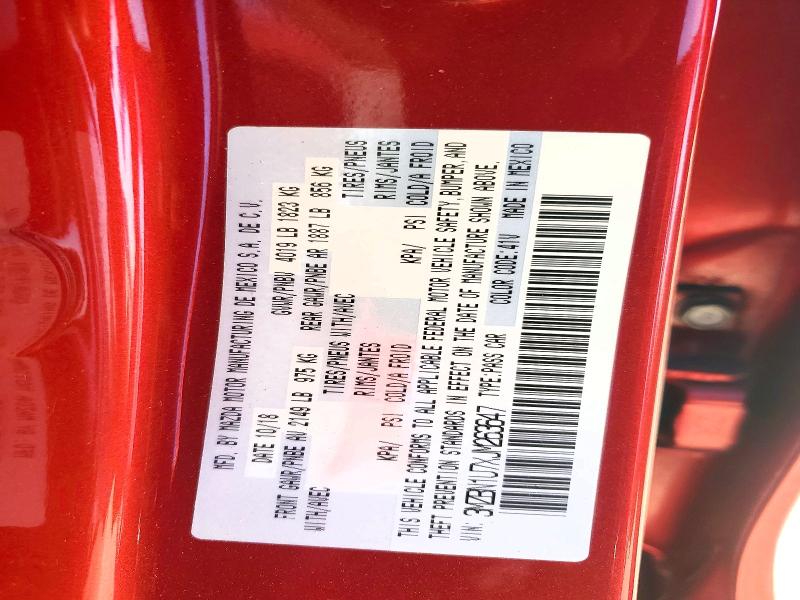 MFD. BY MAZDA MOTOR MANUFACTURING DE MEXICO S.A. DE C.V.
DATE 10/18 GVWR/PNBV 4019 LB 1823 KG
FRONT GAWR/PNBE AV 2149 LB 975 KG REAR GAWR/PNBE AR 1887 LB 856 KG
WITH/AVEC TIRES/PNEUS WITH/AVEC TIRES/PNEUS
RIMS/JANTES RIMS/JANTES
KPA/ PSI COLD/A FROID KPA/ PSI COLD/A FROID
THIS VEHICLE CONFORMS TO ALL APPLICABLE FEDERAL MOTOR VEHICLE SAFETY, BUMPER, AND
THEFT PREVENTION STANDARDS IN EFFECT ON THE DATE OF MANUFACTURE SHOWN ABOVE.
VIN: TYPE:PASS CAR COLOR CODE:41V MADE IN MEXICO